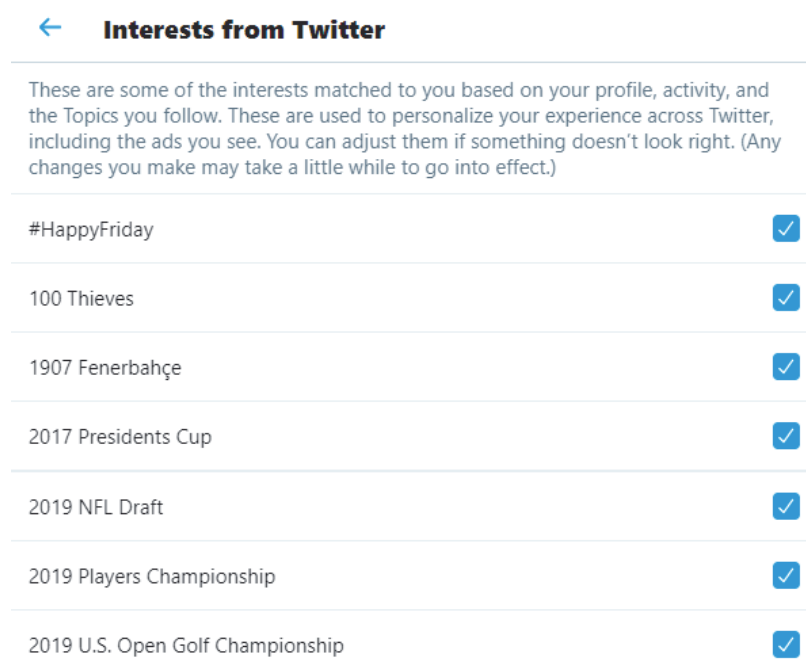 Interests from Twitter
These are some of the interests matched to you based on your profile, activity, and
the Topics you follow. These are used to personalize your experience across Twitter,
including the ads you see. You can adjust them if something doesn't look right. (Any
changes you make may take a little while to go into effect.)
#HappyFriday
100 Thieves
1907 Fenerbahçe
2017 Presidents Cup
2019 NFL Draft
2019 Players Championship
2019 U.S. Open Golf Championship